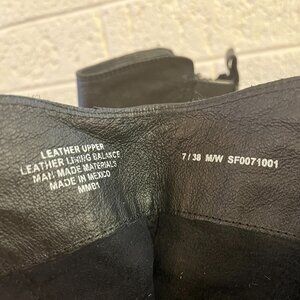 LEATHER UPPER
LEATHER LINING BALANCE
MAN MADE MATERIALS
MADE IN MEXICO
MMB1
7 / 38 M/W SF0071001